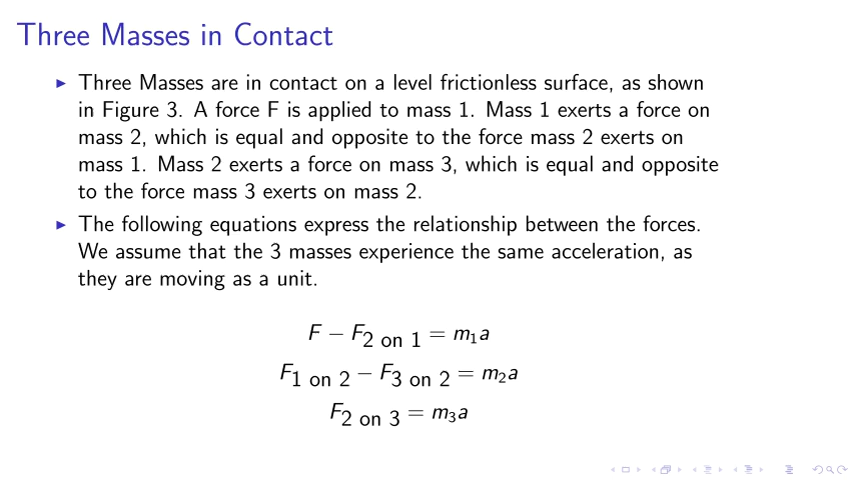 Three Masses in Contact
▶ Three Masses are in contact on a level frictionless surface, as shown
in Figure 3. A force F is applied to mass 1. Mass 1 exerts a force on
mass 2, which is equal and opposite to the force mass 2 exerts on
mass 1. Mass 2 exerts a force on mass 3, which is equal and opposite
to the force mass 3 exerts on mass 2.
▶ The following equations express the relationship between the forces.
We assume that the 3 masses experience the same acceleration, as
they are moving as a unit.
F − F2 on 1 = m₁a
F1 on 2 − F3 on 2 = m₂a
F2 on 3 = m₃a